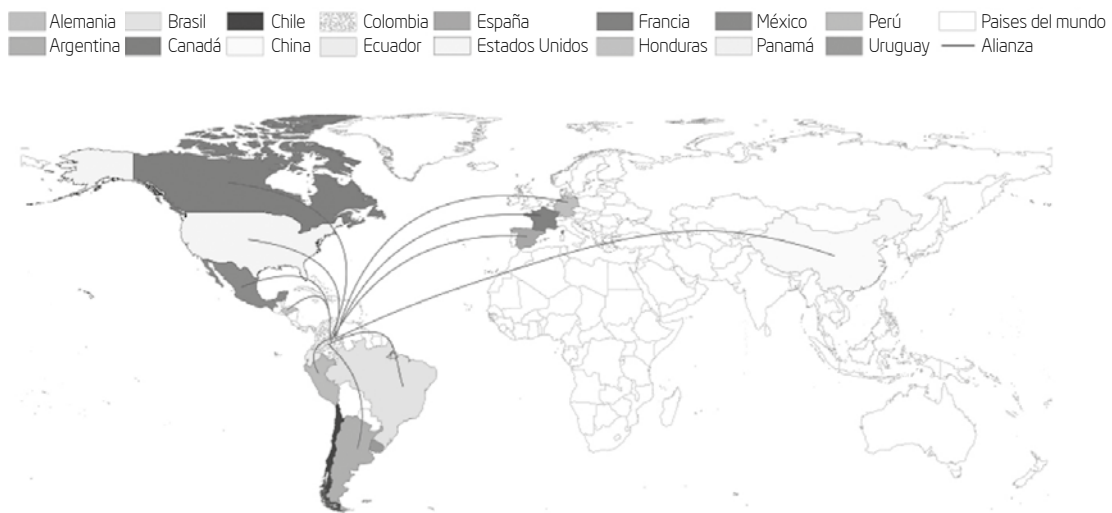 Alemania Brasil Chile Colombia España Francia México Perú Paises del mundo
Argentina Canadá China Ecuador Estados Unidos Honduras Panamá Uruguay Alianza